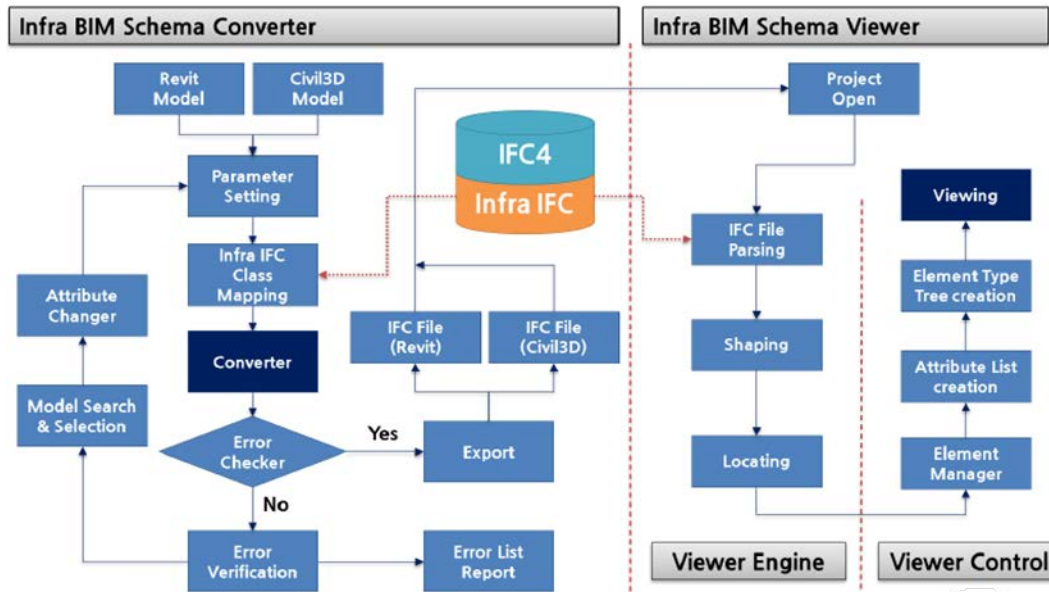 Infra BIM Schema Converter
Infra BIM Schema Viewer
Revit
Model
Civil3D
Model
Project
Open
IFC4
Infra IFC
Parameter
Setting
Viewing
IFC File
Parsing
Infra IFC
Class
Mapping
Element Type
Tree creation
Attribute
Changer
IFC File
(Revit)
IFC File
(Civil3D)
Shaping
Converter
Attribute List
creation
Model Search
& Selection
Error
Checker
Yes
Export
Locating
Element
Manager
No
Error
Verification
Error List
Report
Viewer Engine
Viewer Control